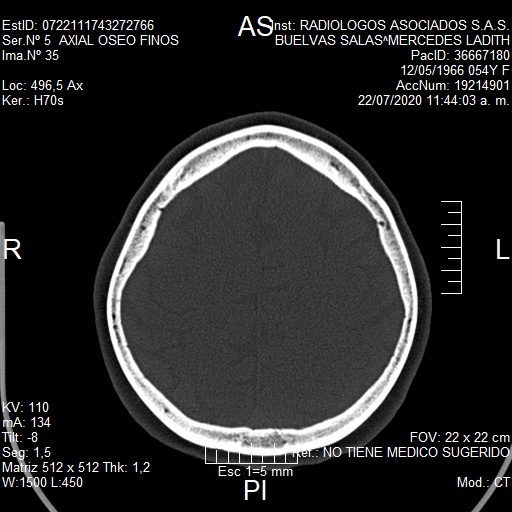 EstID: 0722111743272766
Ser.Nº 5 AXIAL OSEO FINOS
Ima.Nº 35
Loc: 496,5 Ax
Ker.: H70s
AS
Inst: RADIOLOGOS ASOCIADOS S.A.S.
BUELVAS SALAS^MERCEDES LADITH
PacID: 36667180
12/05/1966 054Y F
AccNum: 19214901
22/07/2020 11:44:03 a. m.
R
L
KV: 110
mA: 134
Tilt: -8
Seg: 1,5
Matriz 512 x 512 Thk: 1,2
W:1500 L:450
Esc 1=5 mm
PI
FOV: 22 x 22 cm
Ref.: NO TIENE MEDICO SUGERIDO
Mod.: CT